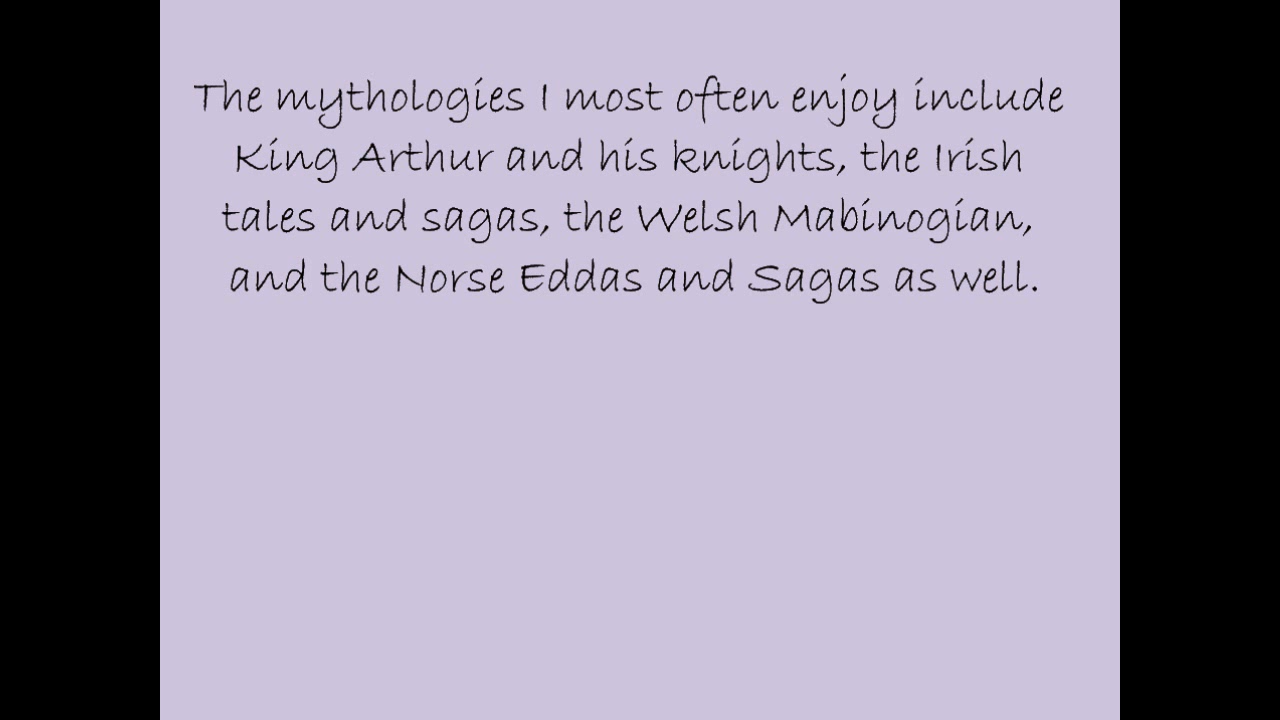 The mythologies I most often enjoy include
King Arthur and his knights, the Irish
tales and sagas, the Welsh Mabinogian,
and the Norse Eddas and Sagas as well.